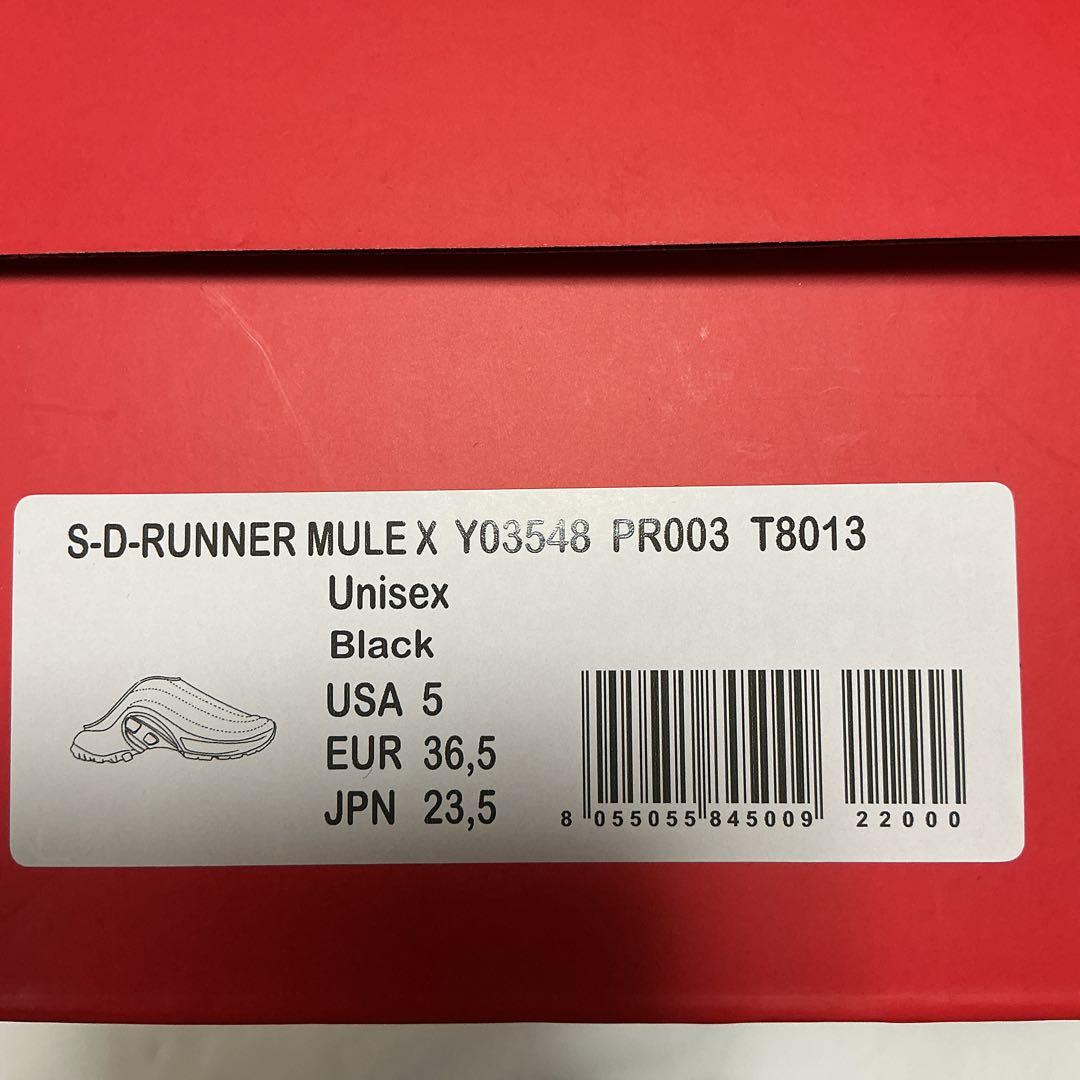 S-D-RUNNER MULE X Y03548 PR003 T8013
Unisex
Black
USA 5
EUR 36,5
JPN 23,5
8 055055 845009 22000